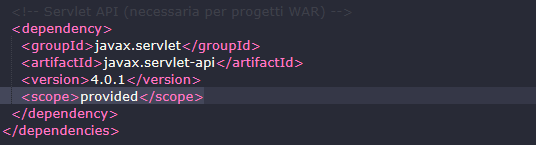 <!-- Servlet API (necessaria per progetti WAR) -->
<dependency>
<groupId>javax.servlet</groupId>
<artifactId>javax.servlet-api</artifactId>
<version>4.0.1</version>
<scope>provided</scope>
</dependency>
</dependencies>